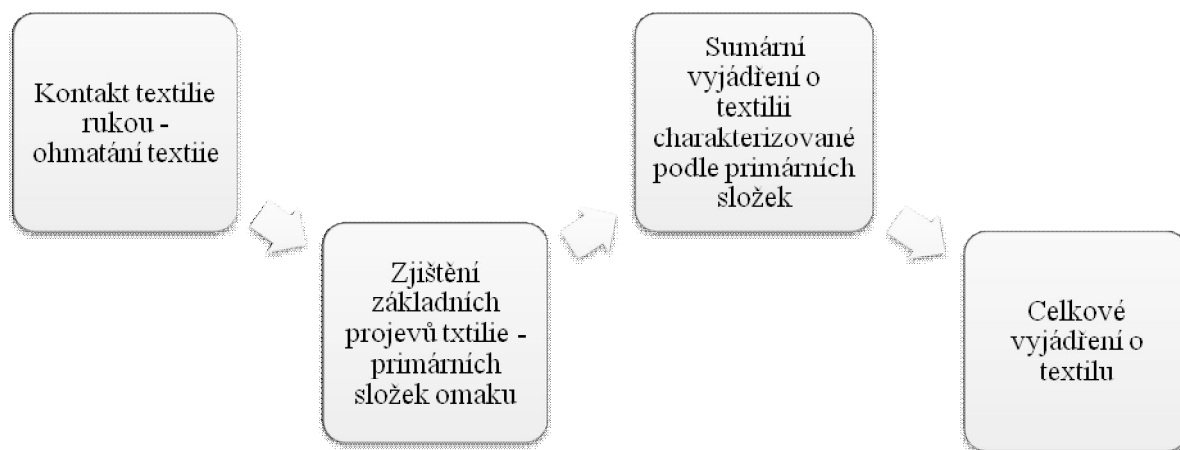 Kontakt textilie
rukou -
ohmatání textiie
Zjištění
základních
projevů txtilie -
primárních
složek omaku
Sumární
vyjádření o
textilii
charakterizované
podle primárních
složek
Celkové
vyjádření o
textilu